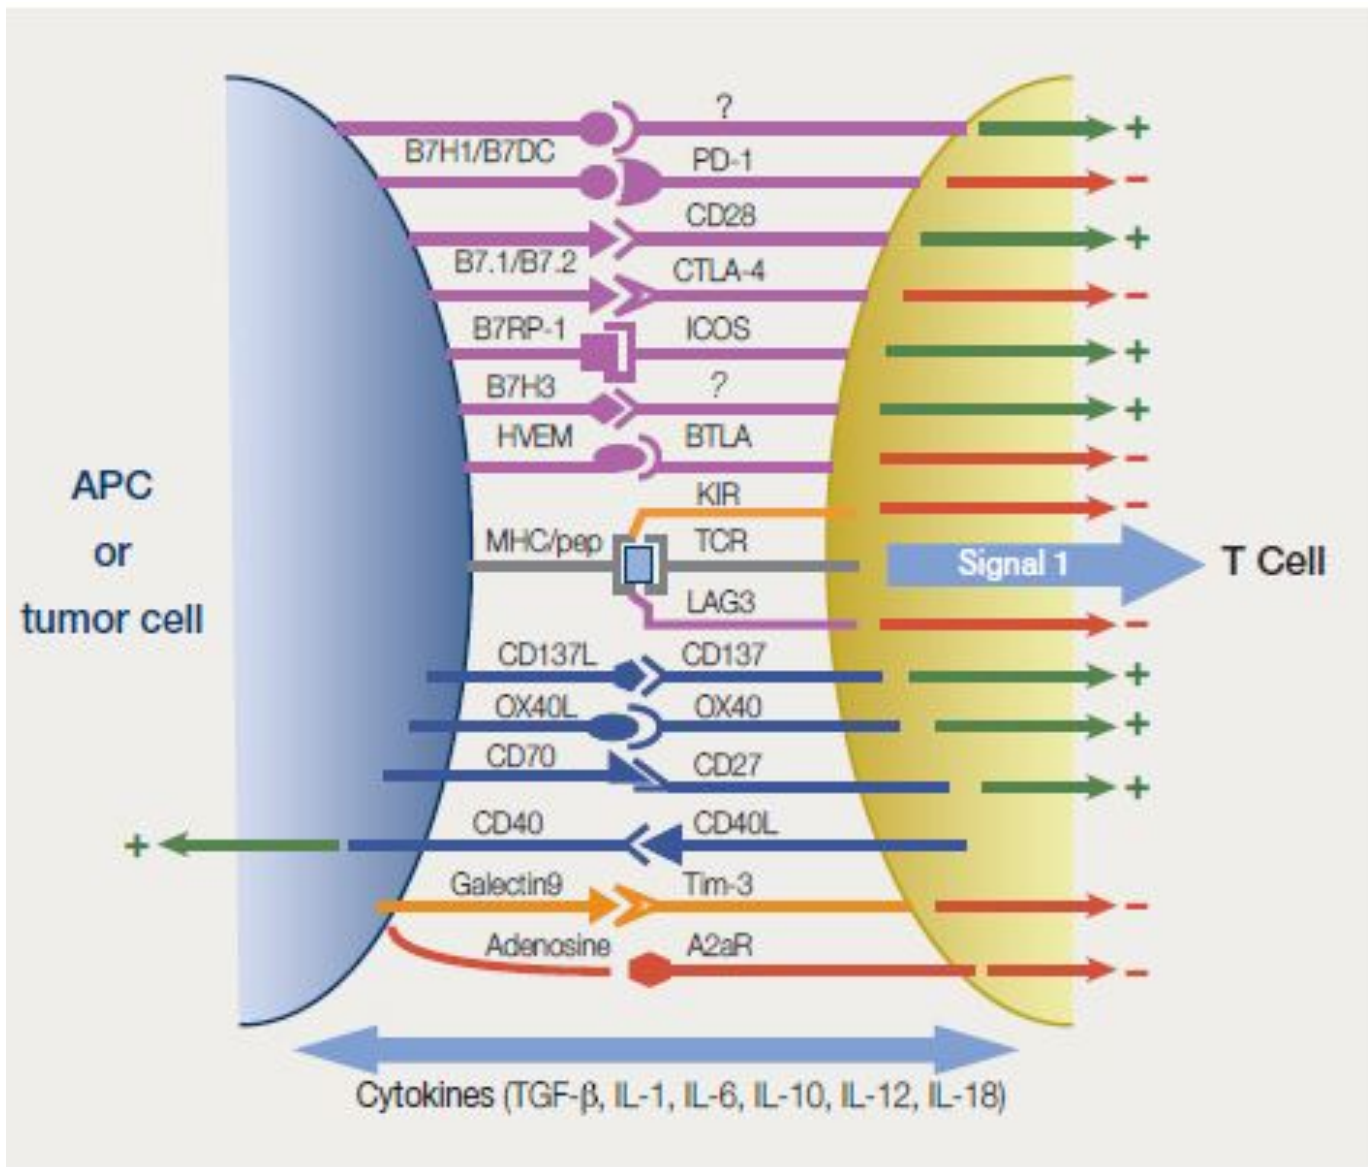 ?
+
B7H1/B7DC
PD-1
−
CD28
+
B7.1/B7.2
CTLA-4
−
B7RP-1
ICOS
+
B7H3
?
+
HVEM
BTLA
−
KIR
−
APC
or
tumor cell
MHC/pep
TCR
Signal 1
T Cell
LAG3
−
CD137L
CD137
+
OX40L
OX40
+
CD70
CD27
+
+
CD40
CD40L
Galectin9
Tim-3
−
Adenosine
A2aR
−
Cytokines (TGF-β, IL-1, IL-6, IL-10, IL-12, IL-18)